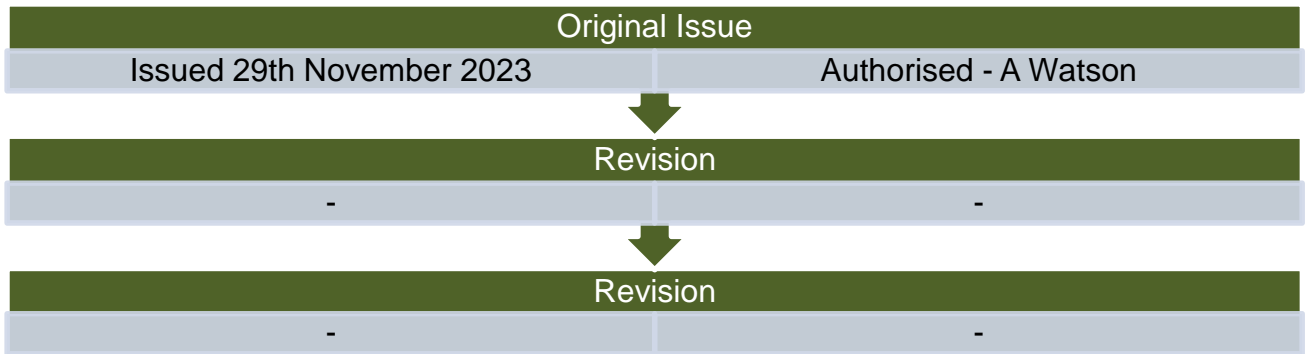 Original Issue
Issued 29th November 2023 Authorised - A Watson
Revision
- -
Revision
- -